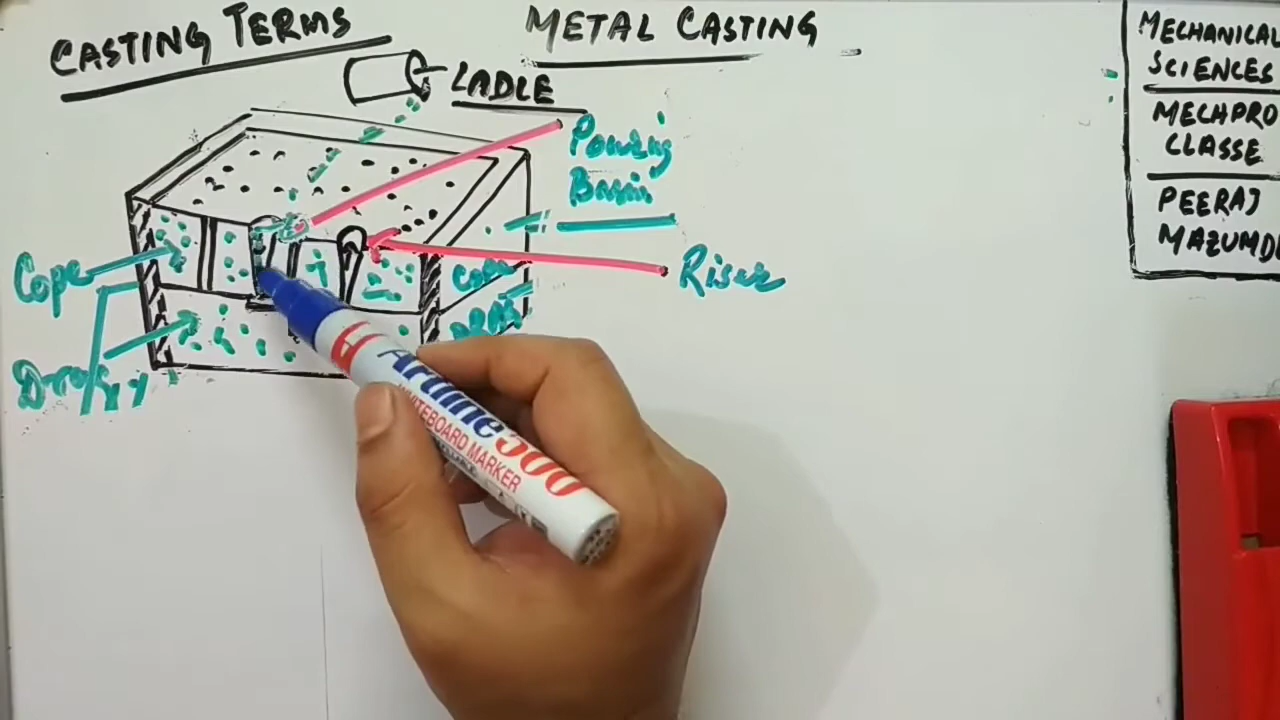 CASTING TERMS
METAL CASTING
LADLE
Pouring
Basin
Riser
Cope
Drag
MECHANICAL
SCIENCES
MECHPRO
CLASSE
PEERAJ
MAZUMD
Artline 500
WHITEBOARD MARKER